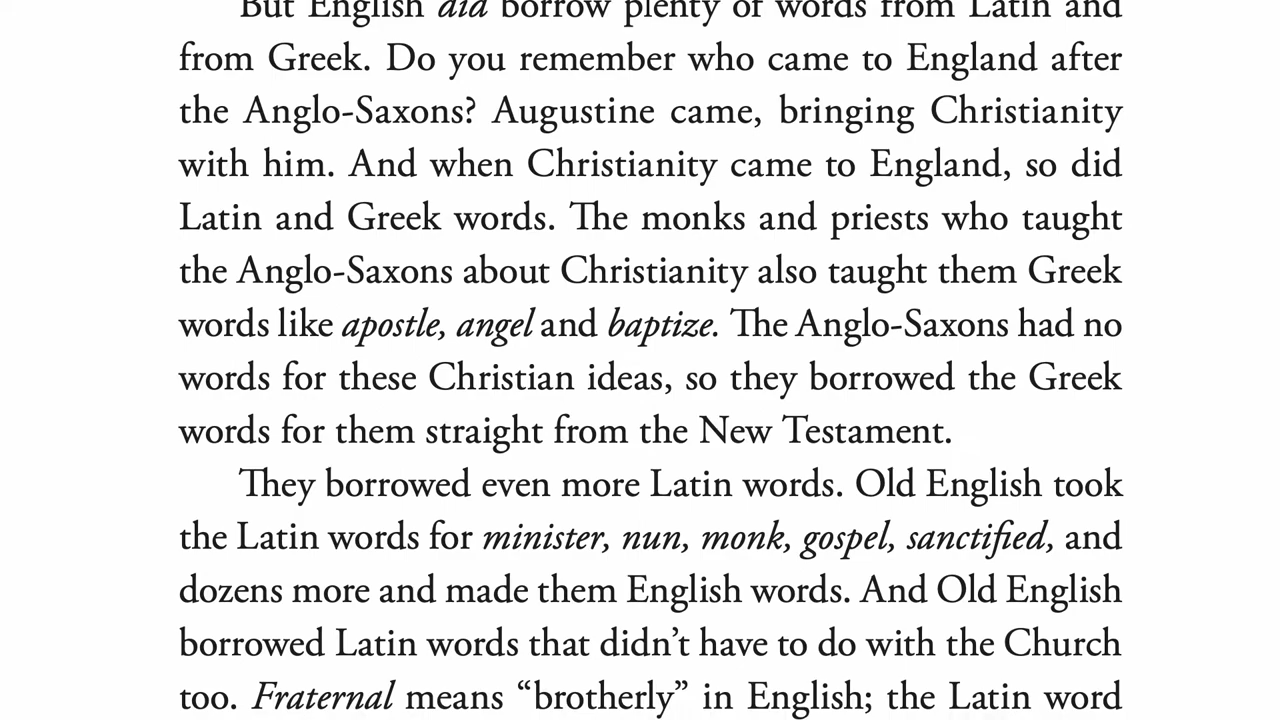 But English did borrow plenty of words from Latin and
from Greek. Do you remember who came to England after
the Anglo-Saxons? Augustine came, bringing Christianity
with him. And when Christianity came to England, so did
Latin and Greek words. The monks and priests who taught
the Anglo-Saxons about Christianity also taught them Greek
words like apostle, angel and baptize. The Anglo-Saxons had no
words for these Christian ideas, so they borrowed the Greek
words for them straight from the New Testament.
They borrowed even more Latin words. Old English took
the Latin words for minister, nun, monk, gospel, sanctified, and
dozens more and made them English words. And Old English
borrowed Latin words that didn’t have to do with the Church
too. Fraternal means “brotherly” in English; the Latin word